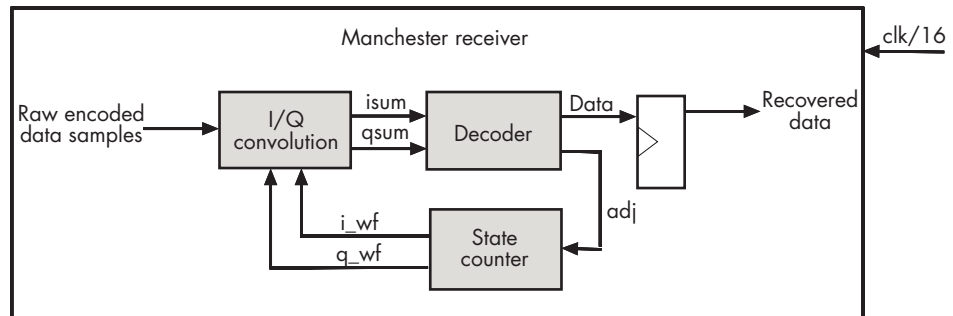 Manchester receiver
clk/16
Raw encoded
data samples
I/Q
convolution
isum
qsum
Decoder
Data
adj
Recovered
data
i_wf
q_wf
State
counter